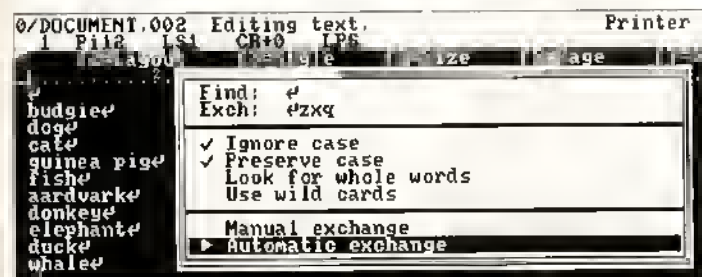 0/DOCUMENT.002 Editing text. Printer
1 Pi12 LS1 CR+0 LP6
↵
budgie↵
dog↵
cat↵
guinea pig↵
fish↵
aardvark↵
donkey↵
elephant↵
duck↵
whale↵
Find: ↵
Exch: ↵zxq
✓ Ignore case
✓ Preserve case
Look for whole words
Use wild cards
Manual exchange
▶ Automatic exchange